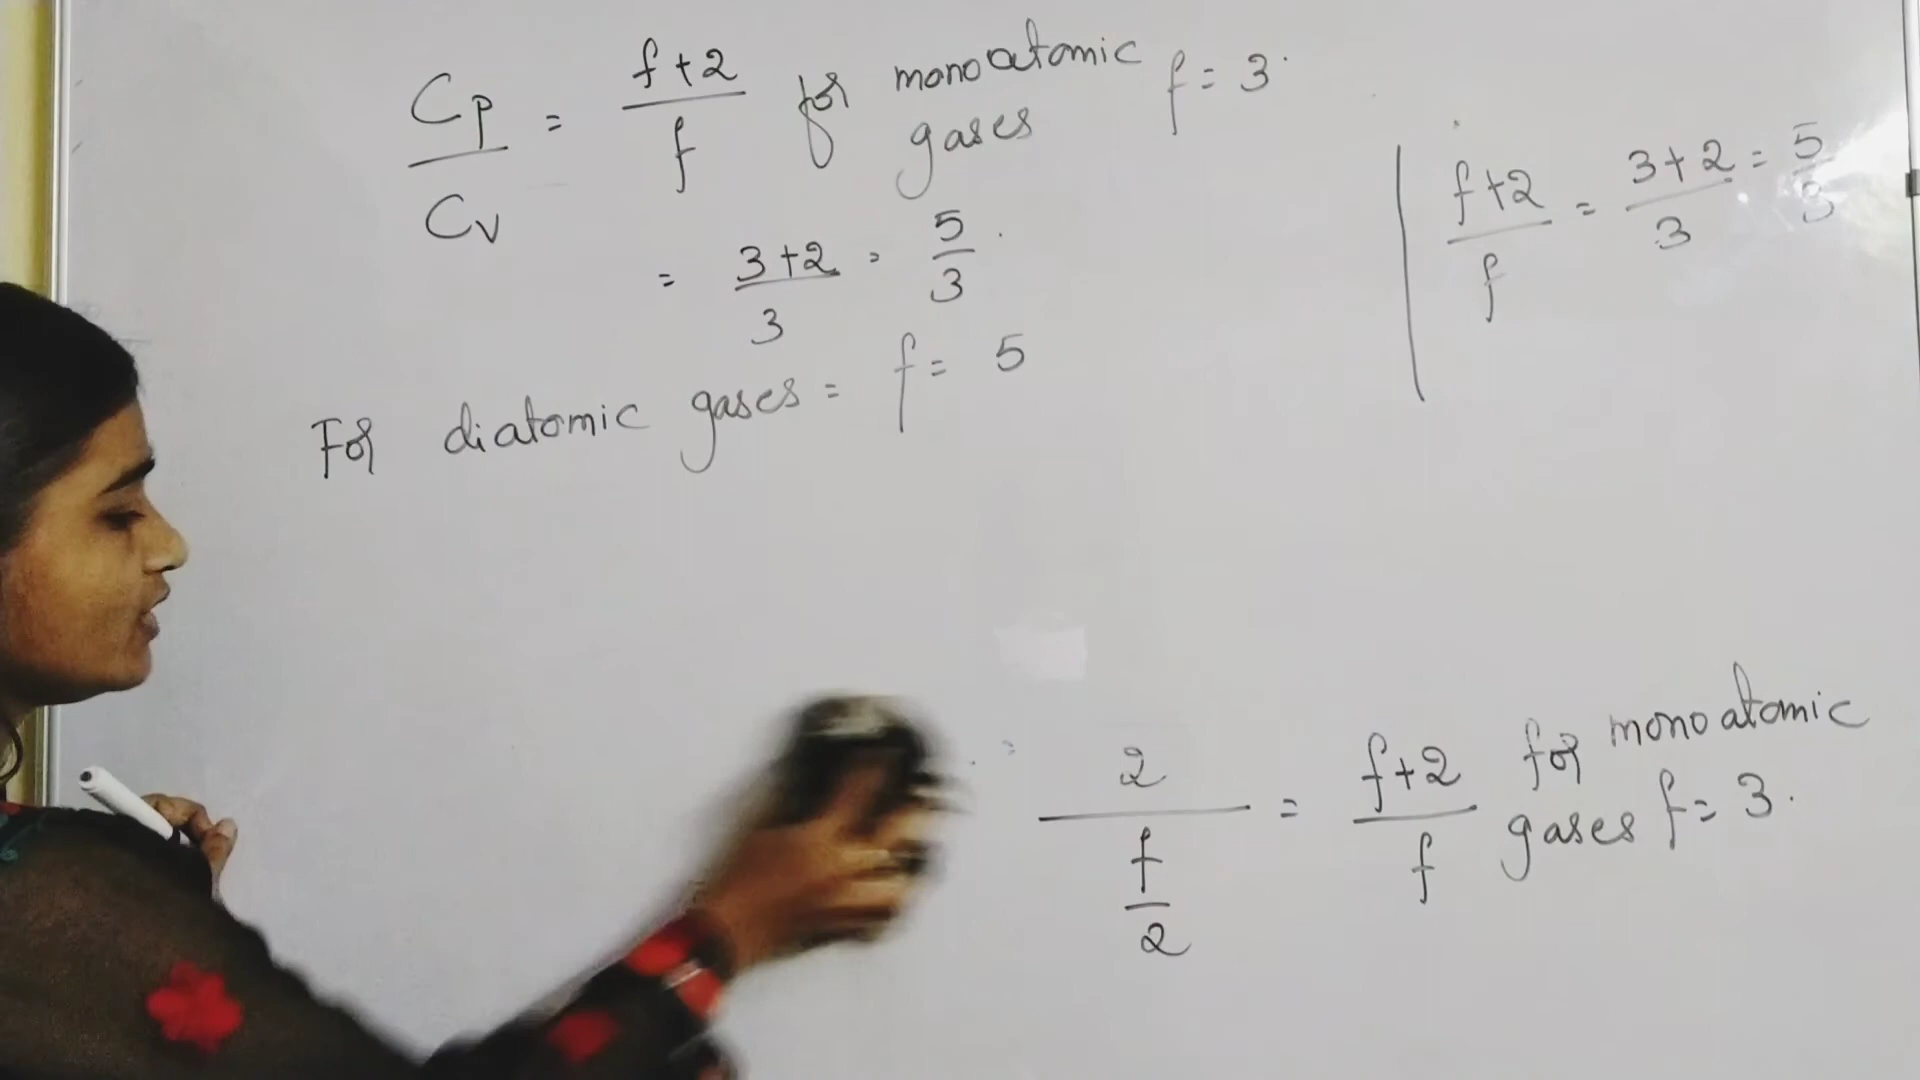 Cp/Cv = f+2/f for monoatomic gases f = 3.
= 3+2/3 = 5/3.
For diatomic gases = f = 5
f+2/f = 3+2/3 = 5/3
= 2/(f/2) = f+2/f for monoatomic gases f = 3.